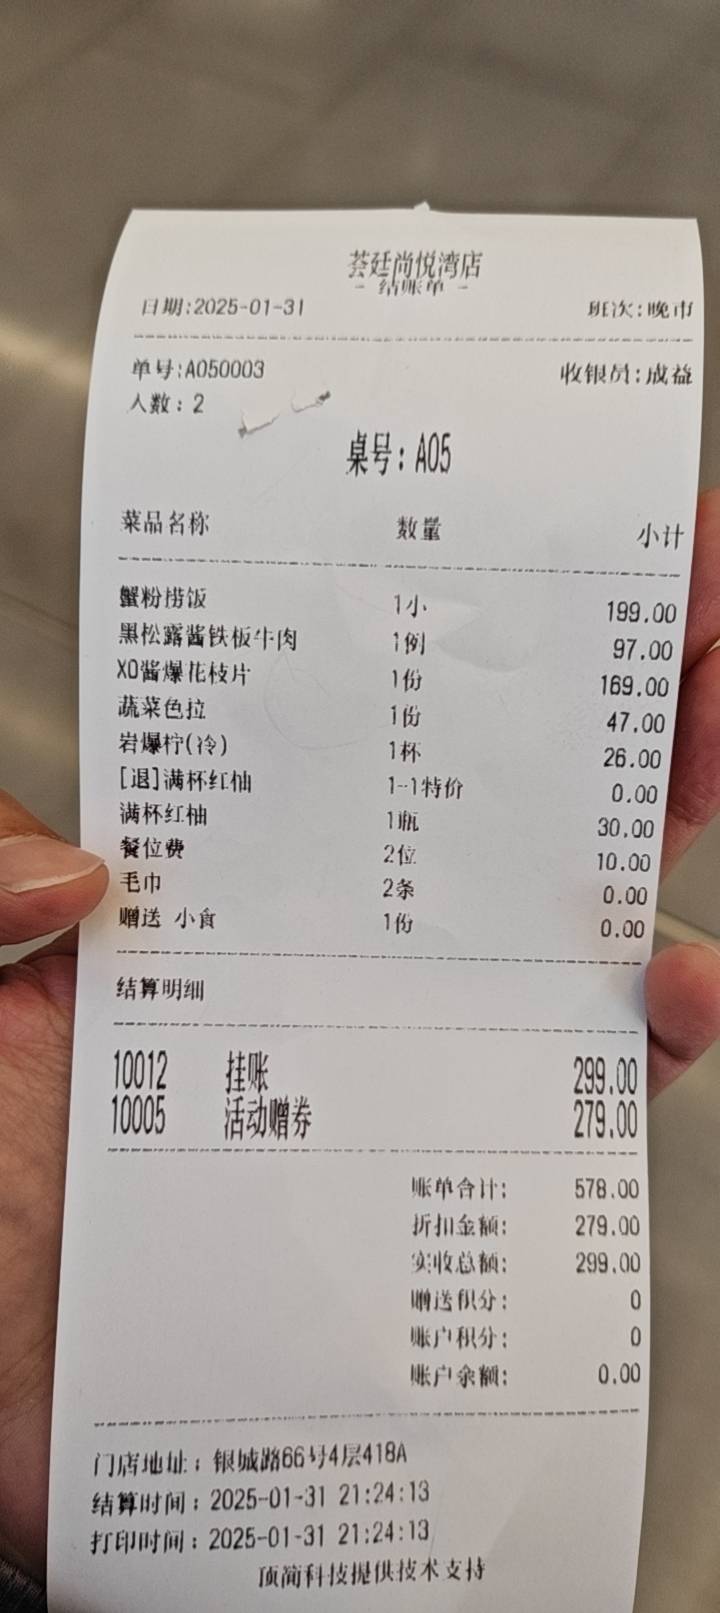 荟廷尚悦湾店
- 结账单 -
日期:2025-01-31 班次:晚市
单号:A050003 收银员:成益
人数: 2
桌号: A05
菜品名称 数量 小计
蟹粉捞饭 1小 199.00
黑松露酱铁板牛肉 1例 97.00
XO酱爆花枝片 1份 169.00
蔬菜色拉 1份 47.00
岩爆柠(冷) 1杯 26.00
[退]满杯红柚 1--1特价 0.00
满杯红柚 1瓶 30.00
餐位费 2位 10.00
毛巾 2条 0.00
赠送 小食 1份 0.00
结算明细
10012 挂账 299.00
10005 活动赠券 279.00
账单合计: 578.00
折扣金额: 279.00
实收总额: 299.00
赠送积分: 0
账户积分: 0
账户余额: 0.00
门店地址: 银城路66号4层418A
结算时间: 2025-01-31 21:24:13
打印时间: 2025-01-31 21:24:13
顶简科技提供技术支持